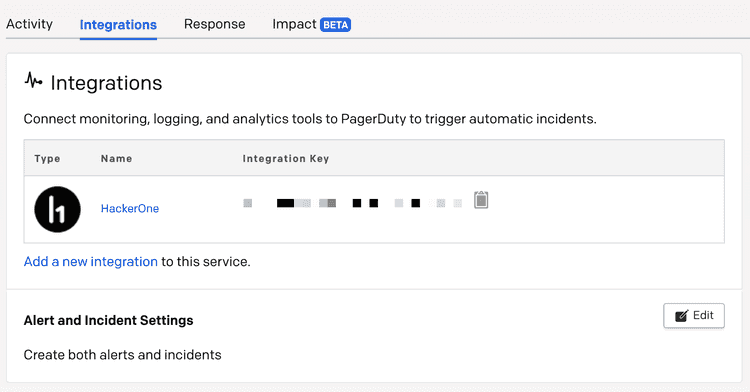 Activity Integrations Response Impact BETA
Integrations
Connect monitoring, logging, and analytics tools to PagerDuty to trigger automatic incidents.
Type Name Integration Key
HackerOne
Add a new integration to this service.
Alert and Incident Settings
Edit
Create both alerts and incidents